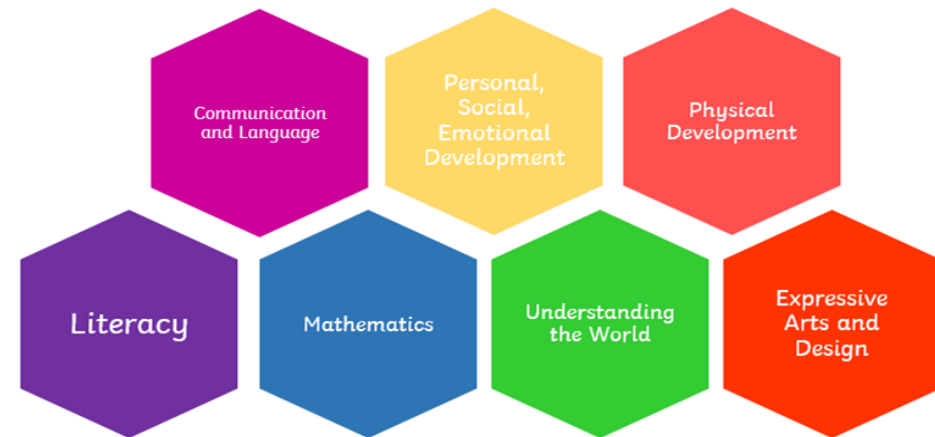 Communication
and Language
Personal,
Social,
Emotional
Development
Physical
Development
Literacy
Mathematics
Understanding
the World
Expressive
Arts and
Design